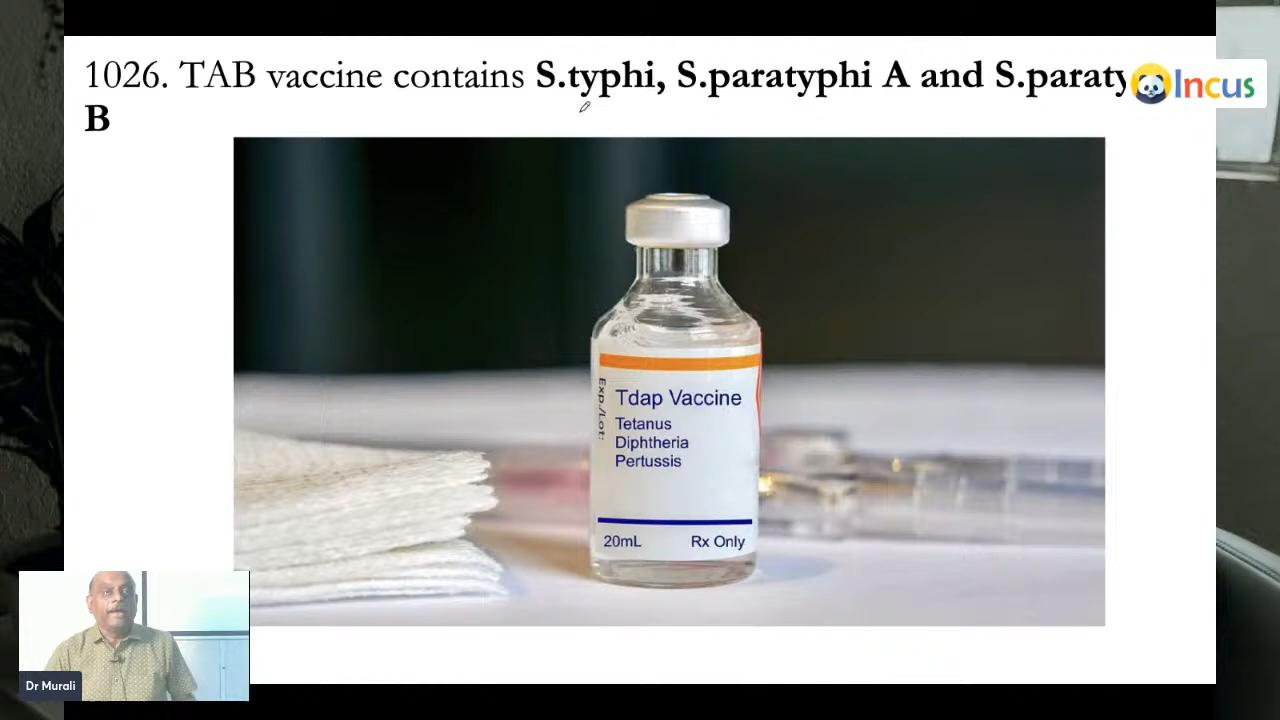 1026. TAB vaccine contains S.typhi, S.paratyphi A and S.paraty
B
Incus
Tdap Vaccine
Tetanus
Diphtheria
Pertussis
Exp./Lot:
20mL Rx Only
Dr Murali